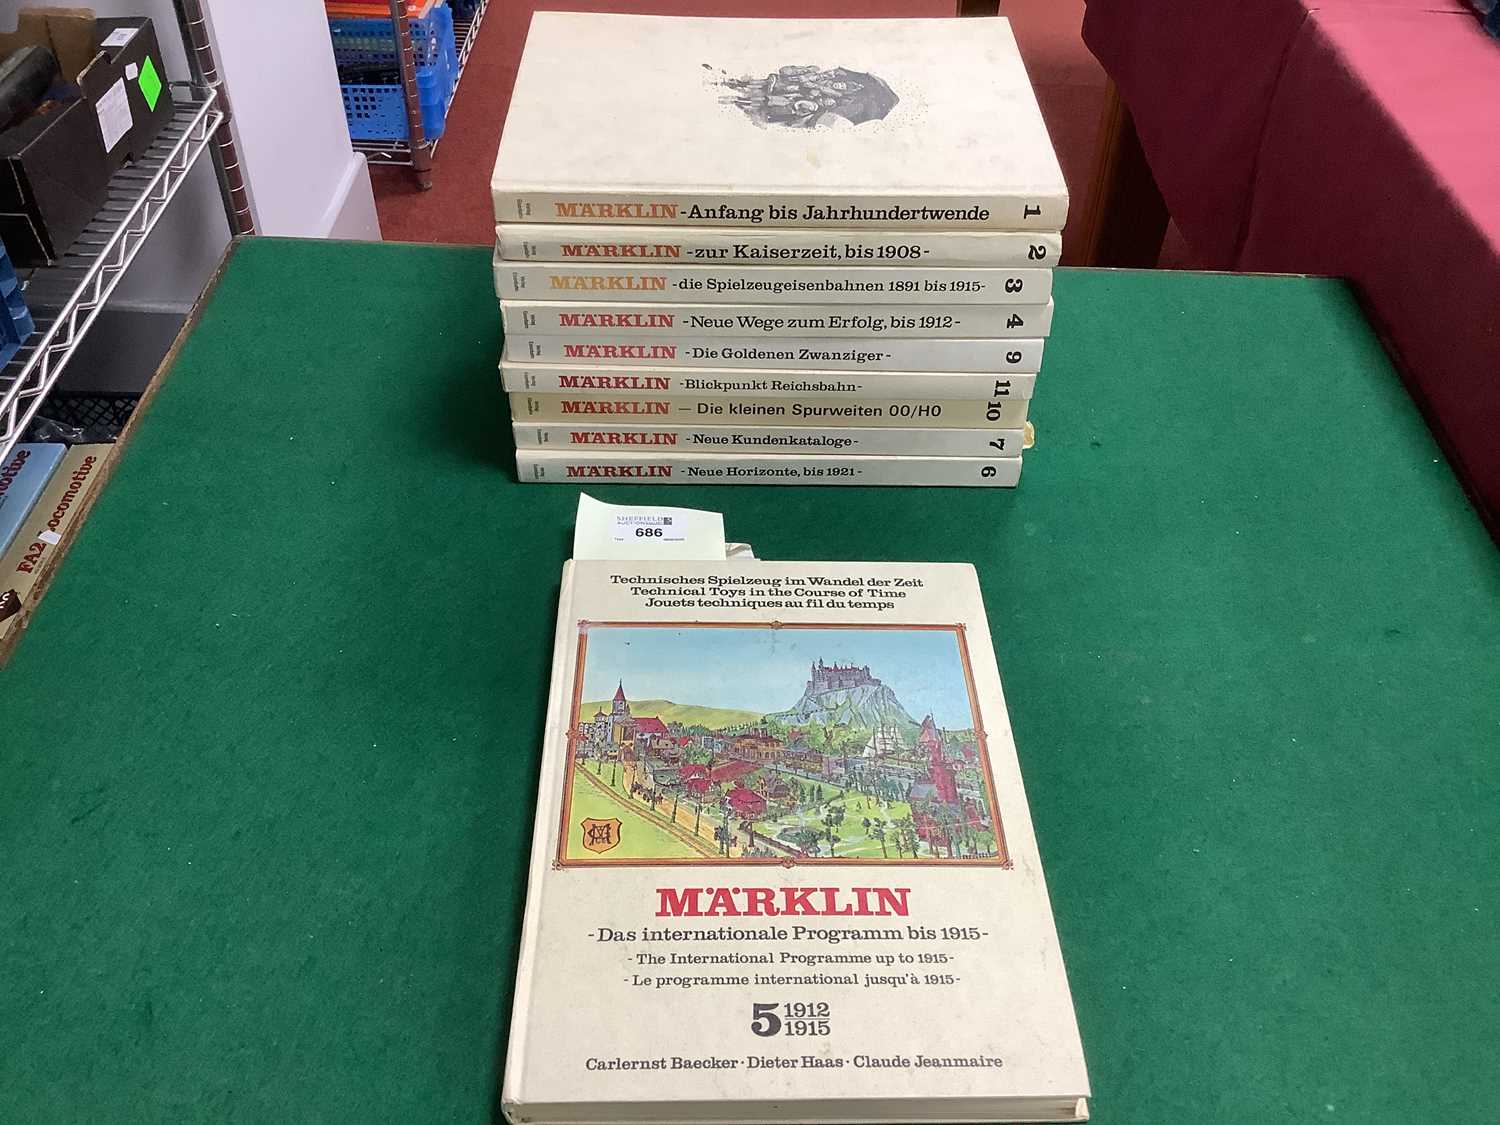 MÄRKLIN -Anfang bis Jahrhundertwende 1
MÄRKLIN -zur Kaiserzeit, bis 1908- 2
MÄRKLIN -die Spielzeugeisenbahnen 1891 bis 1915- 3
MÄRKLIN -Neue Wege zum Erfolg, bis 1912- 4
MÄRKLIN -Die Goldenen Zwanziger- 9
MÄRKLIN -Blickpunkt Reichsbahn- 11
MÄRKLIN — Die kleinen Spurweiten 00/H0 10
MÄRKLIN -Neue Kundenkataloge- 7
MÄRKLIN -Neue Horizonte, bis 1921- 6
FA2 locomotive
SHEFFIELD
686
Technisches Spielzeug im Wandel der Zeit
Technical Toys in the Course of Time
Jouets techniques au fil du temps
MÄRKLIN
-Das internationale Programm bis 1915-
-The International Programme up to 1915-
-Le programme international jusqu'à 1915-
5 1912
1915
Carlernst Baecker · Dieter Haas · Claude Jeanmaire